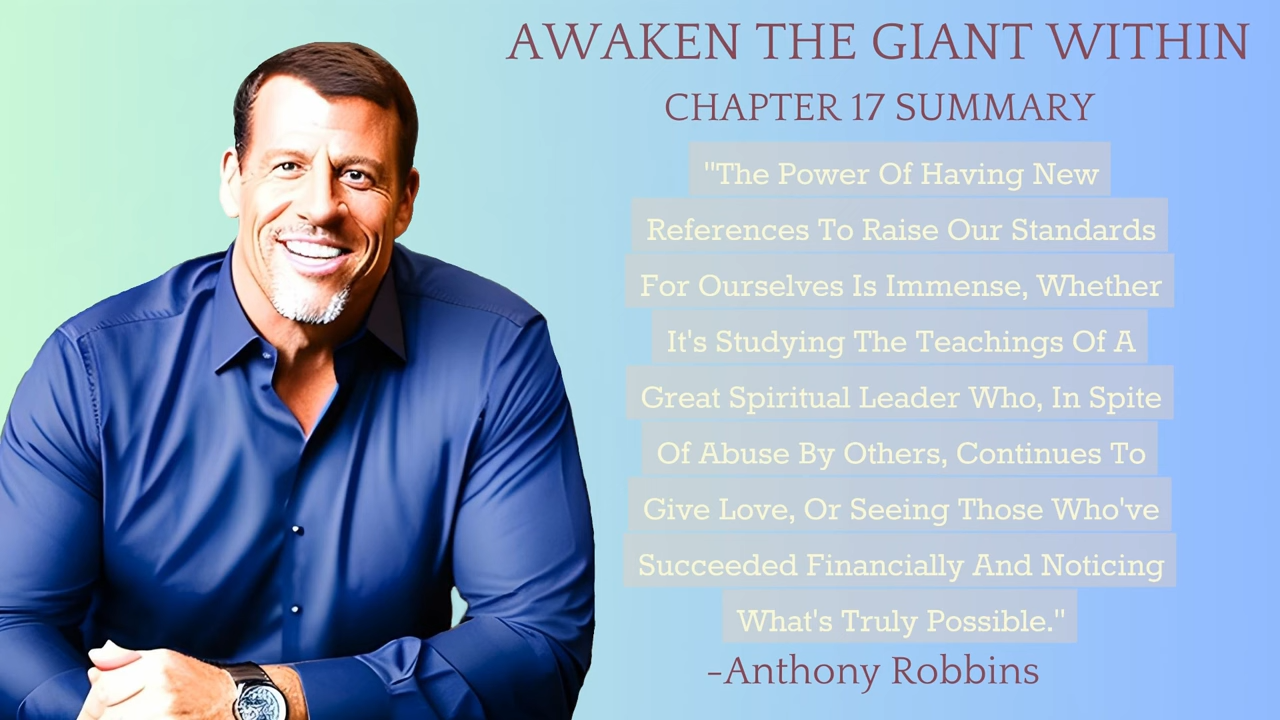 AWAKEN THE GIANT WITHIN
CHAPTER 17 SUMMARY
"The Power Of Having New
References To Raise Our Standards
For Ourselves Is Immense, Whether
It's Studying The Teachings Of A
Great Spiritual Leader Who, In Spite
Of Abuse By Others, Continues To
Give Love, Or Seeing Those Who've
Succeeded Financially And Noticing
What's Truly Possible."
–Anthony Robbins